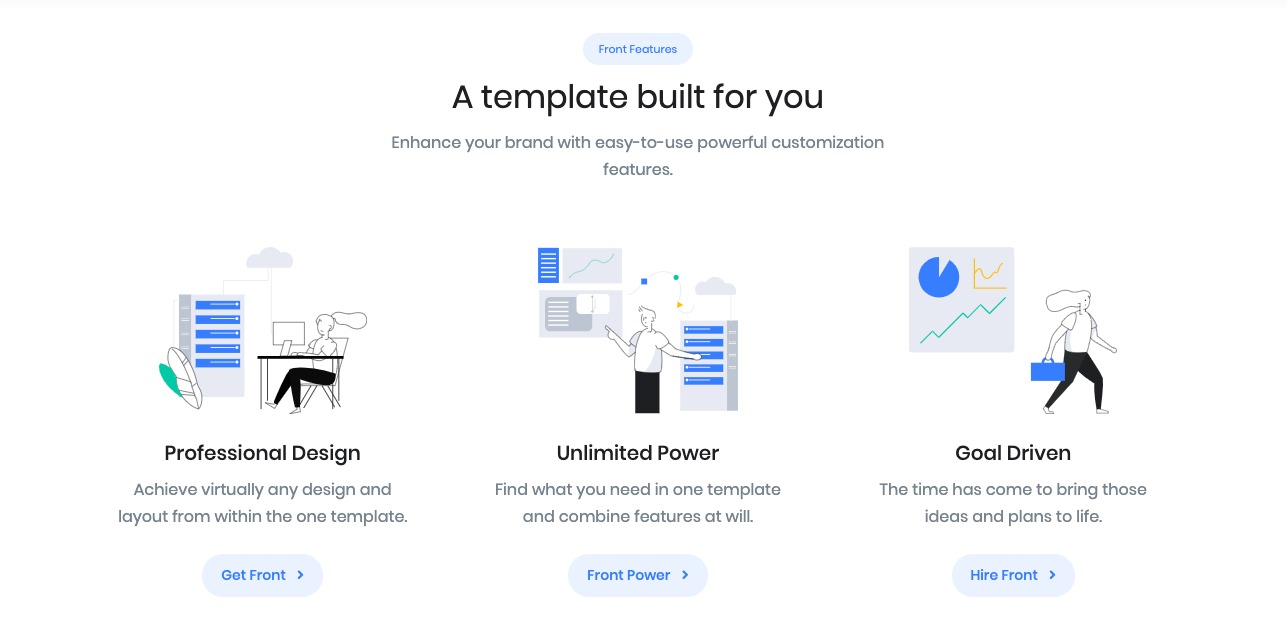 Front Features
A template built for you
Enhance your brand with easy-to-use powerful customization
features.
Professional Design
Achieve virtually any design and
layout from within the one template.
Get Front
Unlimited Power
Find what you need in one template
and combine features at will.
Front Power
Goal Driven
The time has come to bring those
ideas and plans to life.
Hire Front